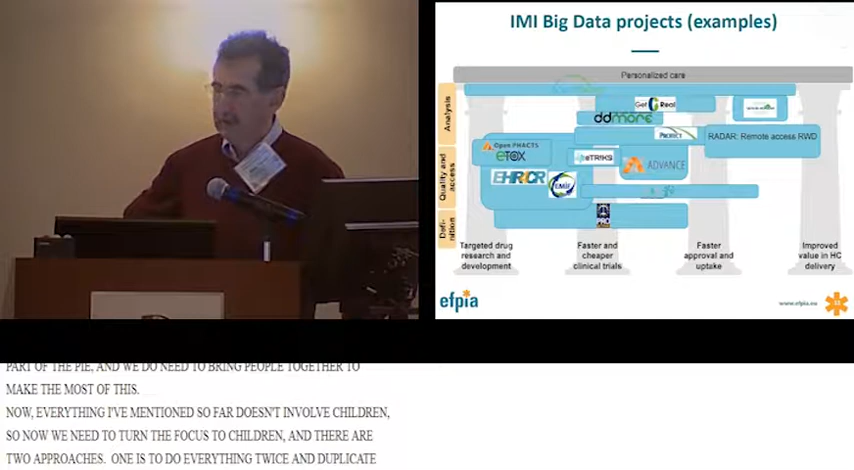 IMI Big Data projects (examples)
Personalized care
Analysis
Get Real
ddmore
PROTECT
RADAR: Remote access RWD
Open PHACTS
eTOX
eTRIKS
ADVANCE
Quality and
access
EHR4CR
EMIF
Defi-
nition
PRO
Targeted drug
research and
development
Faster and
cheaper
clinical trials
Faster
approval and
uptake
Improved
value in HC
delivery
efpia
www.efpia.eu
PART OF THE PIE, AND WE DO NEED TO BRING PEOPLE TOGETHER TO
MAKE THE MOST OF THIS.
NOW, EVERYTHING I'VE MENTIONED SO FAR DOESN'T INVOLVE CHILDREN,
SO NOW WE NEED TO TURN THE FOCUS TO CHILDREN, AND THERE ARE
TWO APPROACHES. ONE IS TO DO EVERYTHING TWICE AND DUPLICATE